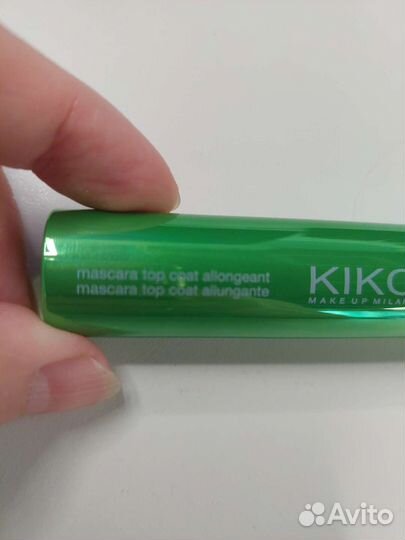 mascara top coat allongeant
mascara top coat allungante
KIKO
MAKE UP MILA
Avito